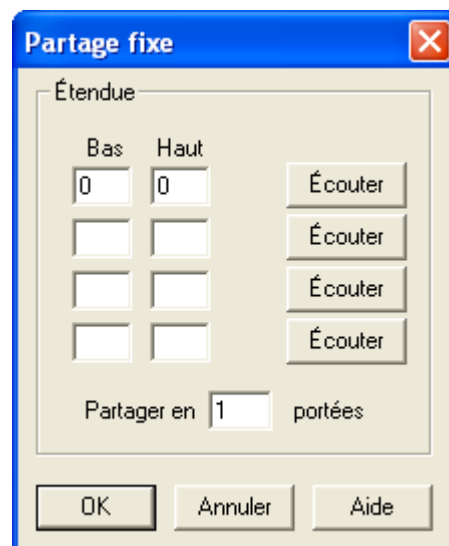 Partage fixe
Étendue
Bas Haut
0 0 Écouter
Écouter
Écouter
Écouter
Partager en 1 portées
OK Annuler Aide